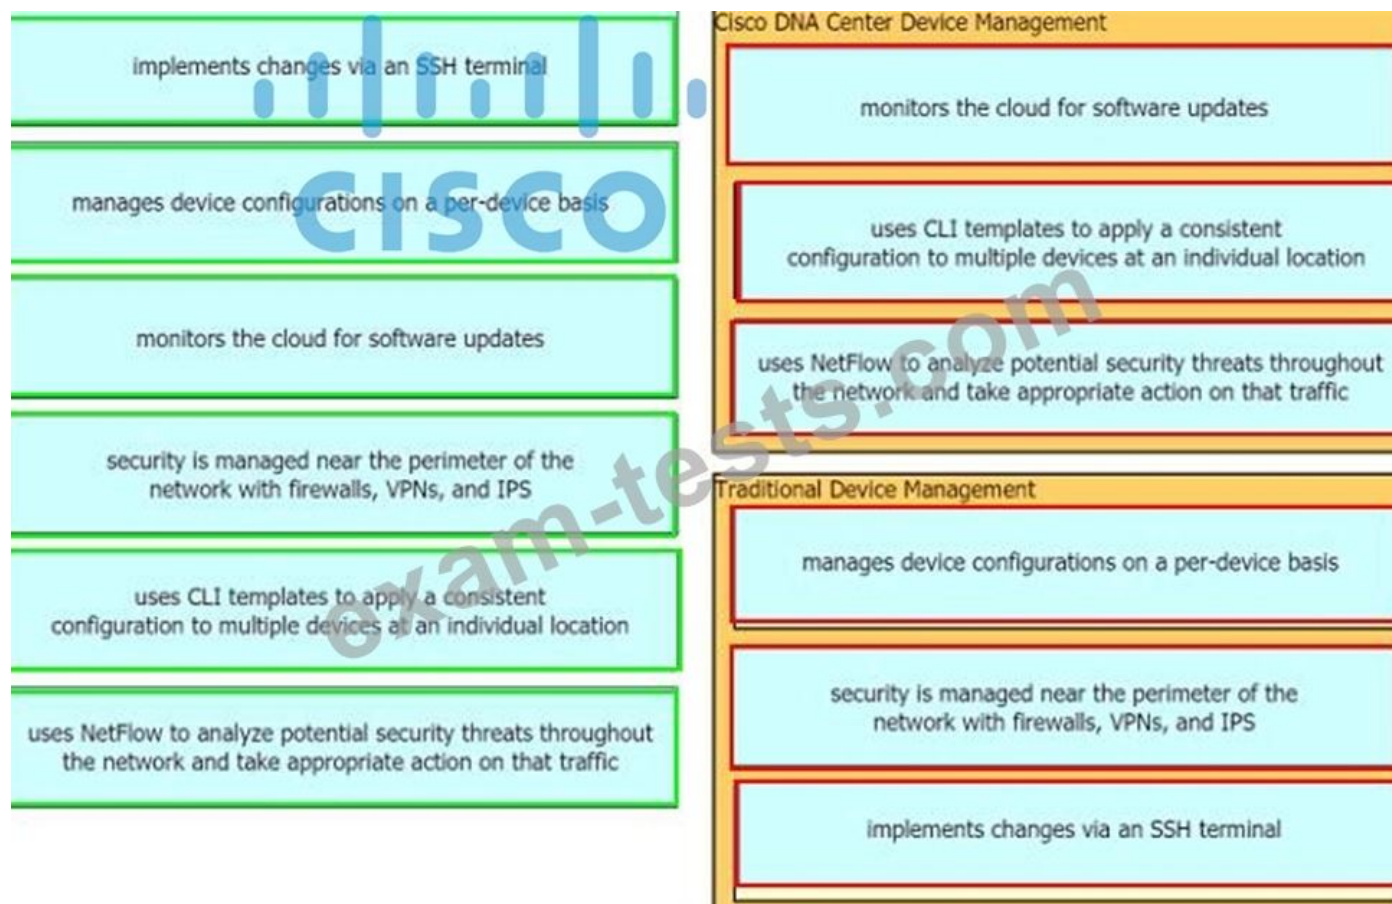 implements changes via an SSH terminal
manages device configurations on a per-device basis
CISCO
monitors the cloud for software updates
security is managed near the perimeter of the
network with firewalls, VPNs, and IPS
uses CLI templates to apply a consistent
configuration to multiple devices at an individual location
uses NetFlow to analyze potential security threats throughout
the network and take appropriate action on that traffic
Cisco DNA Center Device Management
monitors the cloud for software updates
uses CLI templates to apply a consistent
configuration to multiple devices at an individual location
uses NetFlow to analyze potential security threats throughout
the network and take appropriate action on that traffic
Traditional Device Management
manages device configurations on a per-device basis
security is managed near the perimeter of the
network with firewalls, VPNs, and IPS
implements changes via an SSH terminal
exam-tests.com